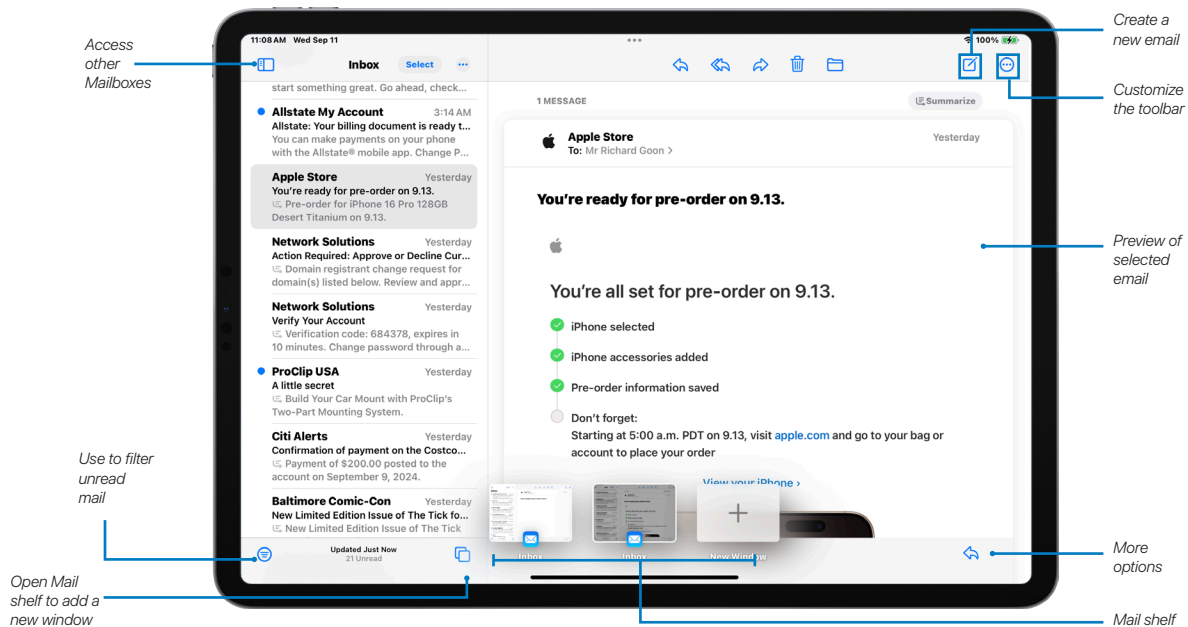 Access
other
Mailboxes
Use to filter
unread
mail
Open Mail
shelf to add a
new window
11:08 AM Wed Sep 11
100%
Inbox
Select
start something great. Go ahead, check...
Allstate My Account 3:14 AM
Allstate: Your billing document is ready t...
You can make payments on your phone
with the Allstate® mobile app. Change P...
Apple Store Yesterday
You're ready for pre-order on 9.13.
Pre-order for iPhone 16 Pro 128GB
Desert Titanium on 9.13.
Network Solutions Yesterday
Action Required: Approve or Decline Cur...
Domain registrant change request for
domain(s) listed below. Review and appr...
Network Solutions Yesterday
Verify Your Account
Verification code: 684378, expires in
10 minutes. Change password through a...
ProClip USA Yesterday
A little secret
Build Your Car Mount with ProClip's
Two-Part Mounting System.
Citi Alerts Yesterday
Confirmation of payment on the Costco...
Payment of $200.00 posted to the
account on September 9, 2024.
Baltimore Comic-Con Yesterday
New Limited Edition Issue of The Tick fo...
New Limited Edition Issue of The Tick
Updated Just Now
21 Unread
1 MESSAGE
Summarize
Apple Store Yesterday
To: Mr Richard Goon >
You're ready for pre-order on 9.13.
You're all set for pre-order on 9.13.
iPhone selected
iPhone accessories added
Pre-order information saved
Don't forget:
Starting at 5:00 a.m. PDT on 9.13, visit apple.com and go to your bag or
account to place your order
View your iPhone ›
Inbox
Inbox
New Window
Create a
new email
Customize
the toolbar
Preview of
selected
email
More
options
Mail shelf